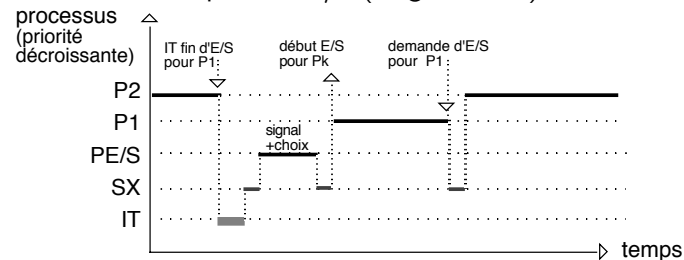 processus
(priorité
décroissante)
IT fin d'E/S
pour P1
début E/S
pour Pk
demande d'E/S
pour P1
P2
P1
signal
+choix
PE/S
SX
IT
temps